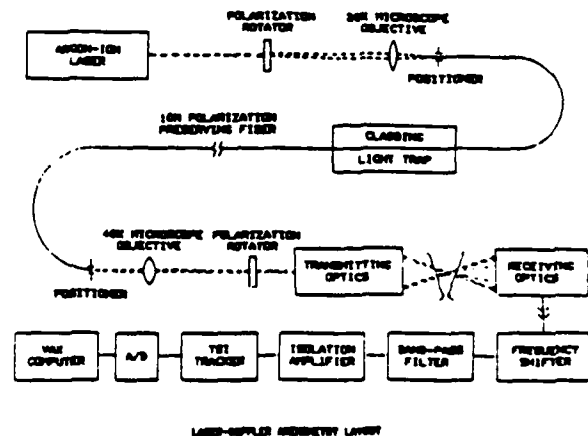 POLARIZATION
ROTATOR
20X MICROSCOPE
OBJECTIVE
ARGON-ION
LASER
POSITIONER
10M POLARIZATION
PRESERVING FIBER
CLADDING
LIGHT TRAP
40X MICROSCOPE
OBJECTIVE
POLARIZATION
ROTATOR
POSITIONER
TRANSMITTING
OPTICS
RECEIVING
OPTICS
VAX
COMPUTER
A/D
TSI
TRACKER
ISOLATION
AMPLIFIER
BAND-PASS
FILTER
FREQUENCY
SHIFTER
LASER-DOPPLER ANEMOMETRY LAYOUT